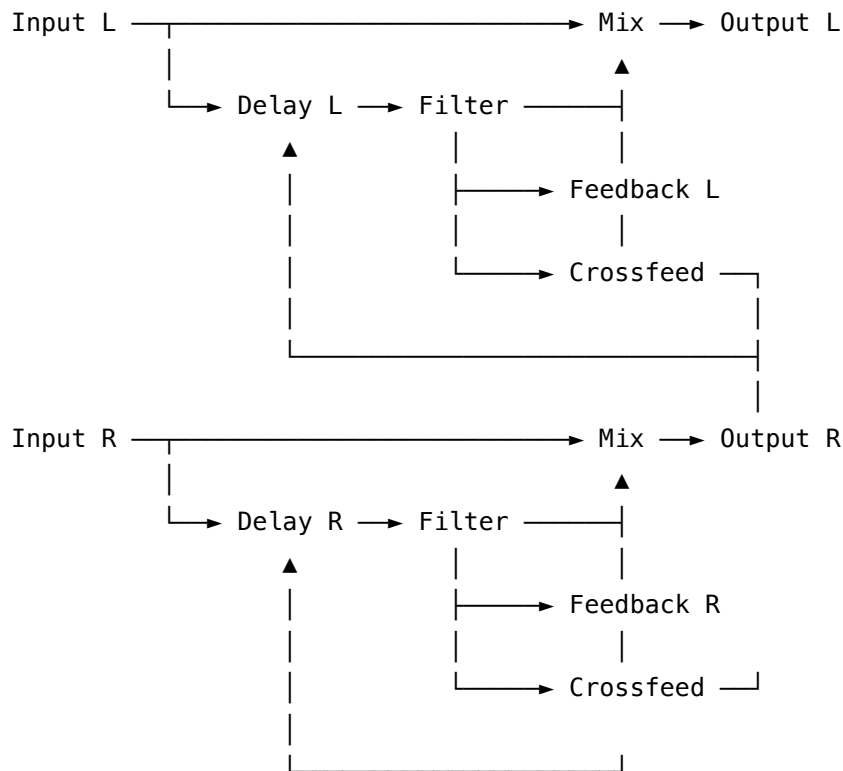 Input L Mix Output L
Delay L Filter
Feedback L
Crossfeed
Input R Mix Output R
Delay R Filter
Feedback R
Crossfeed